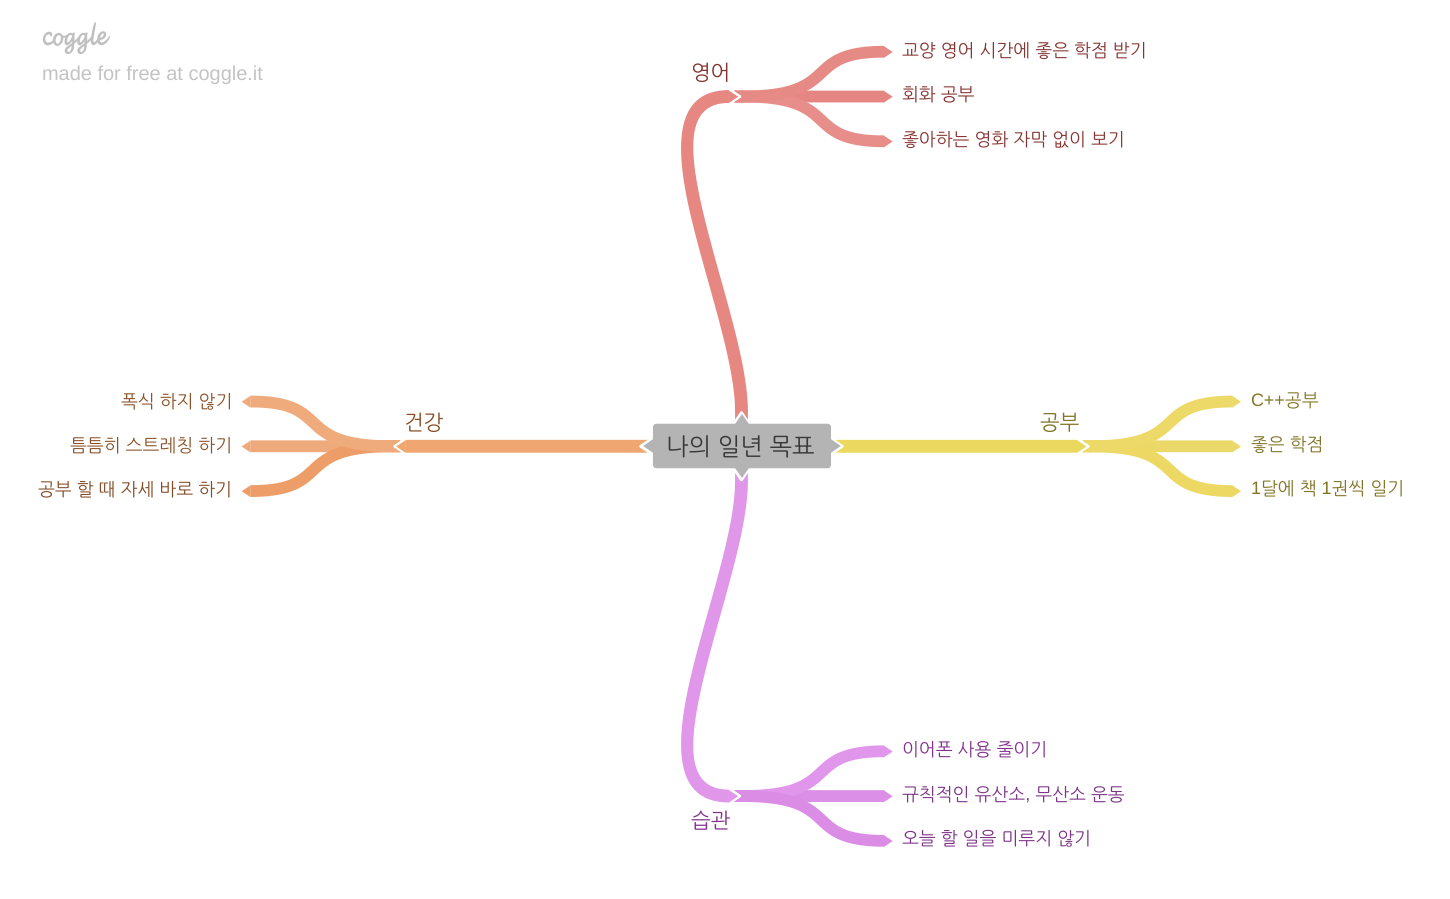 coggle
made for free at coggle.it
영어
교양 영어 시간에 좋은 학점 받기
회화 공부
좋아하는 영화 자막 없이 보기
건강
폭식 하지 않기
틈틈히 스트레칭 하기
공부 할 때 자세 바로 하기
나의 일년 목표
공부
C++공부
좋은 학점
1달에 책 1권씩 일기
습관
이어폰 사용 줄이기
규칙적인 유산소, 무산소 운동
오늘 할 일을 미루지 않기